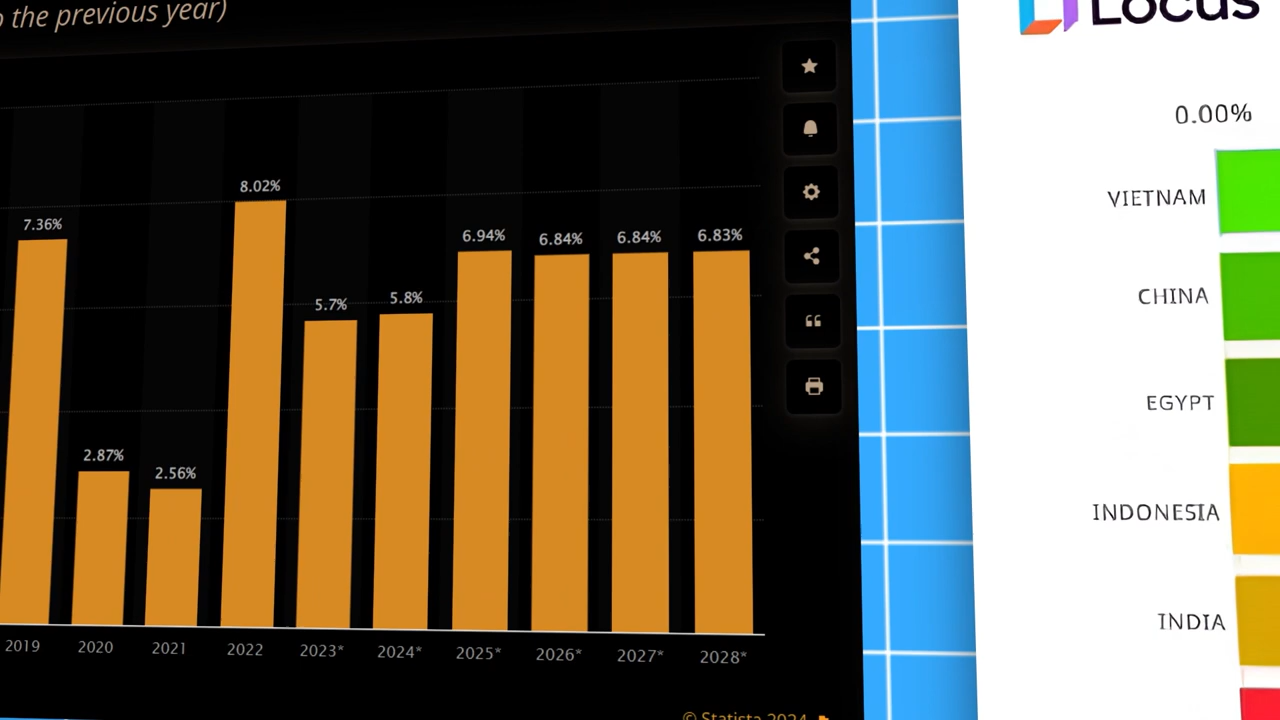 the previous year)
7.36%
2.87%
2.56%
8.02%
5.7%
5.8%
6.94%
6.84%
6.84%
6.83%
2019
2020
2021
2022
2023*
2024*
2025*
2026*
2027*
2028*
© Statista 2024
Locus
0.00%
VIETNAM
CHINA
EGYPT
INDONESIA
INDIA